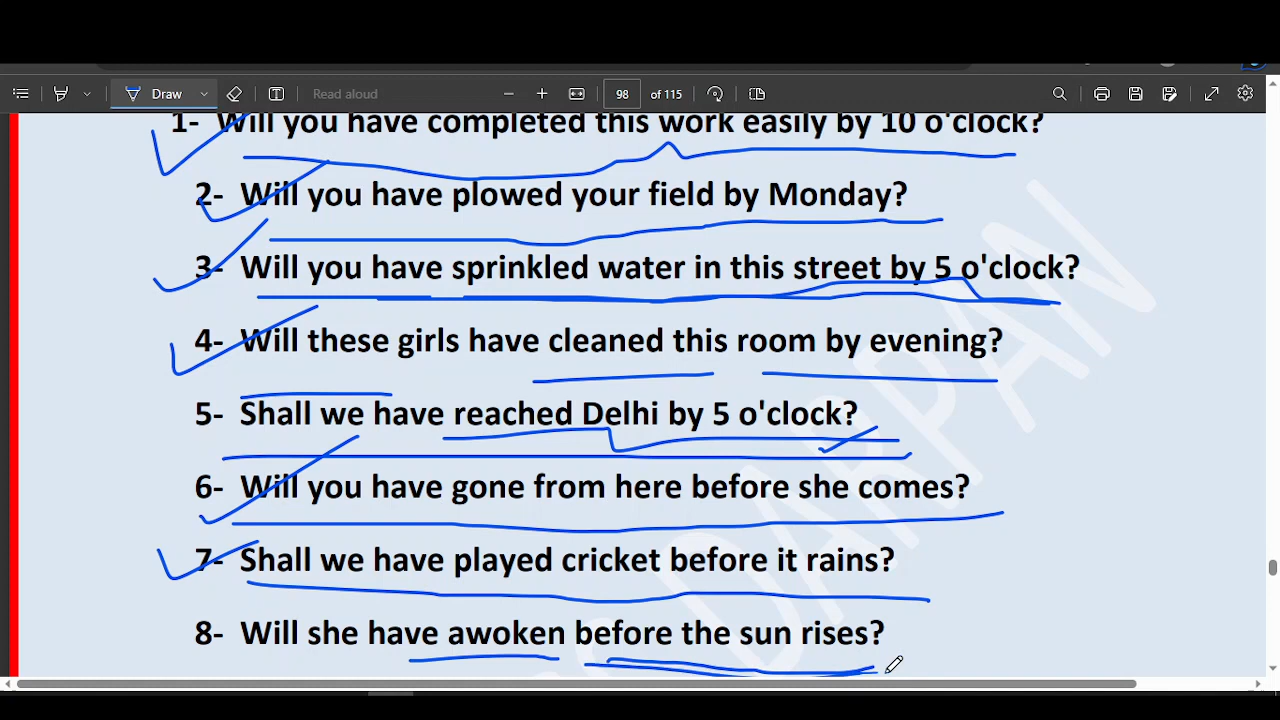 Draw
Read aloud
98 of 115
1- Will you have completed this work easily by 10 o'clock?
2- Will you have plowed your field by Monday?
3- Will you have sprinkled water in this street by 5 o'clock?
4- Will these girls have cleaned this room by evening?
5- Shall we have reached Delhi by 5 o'clock?
6- Will you have gone from here before she comes?
7- Shall we have played cricket before it rains?
8- Will she have awoken before the sun rises?
DARPAN